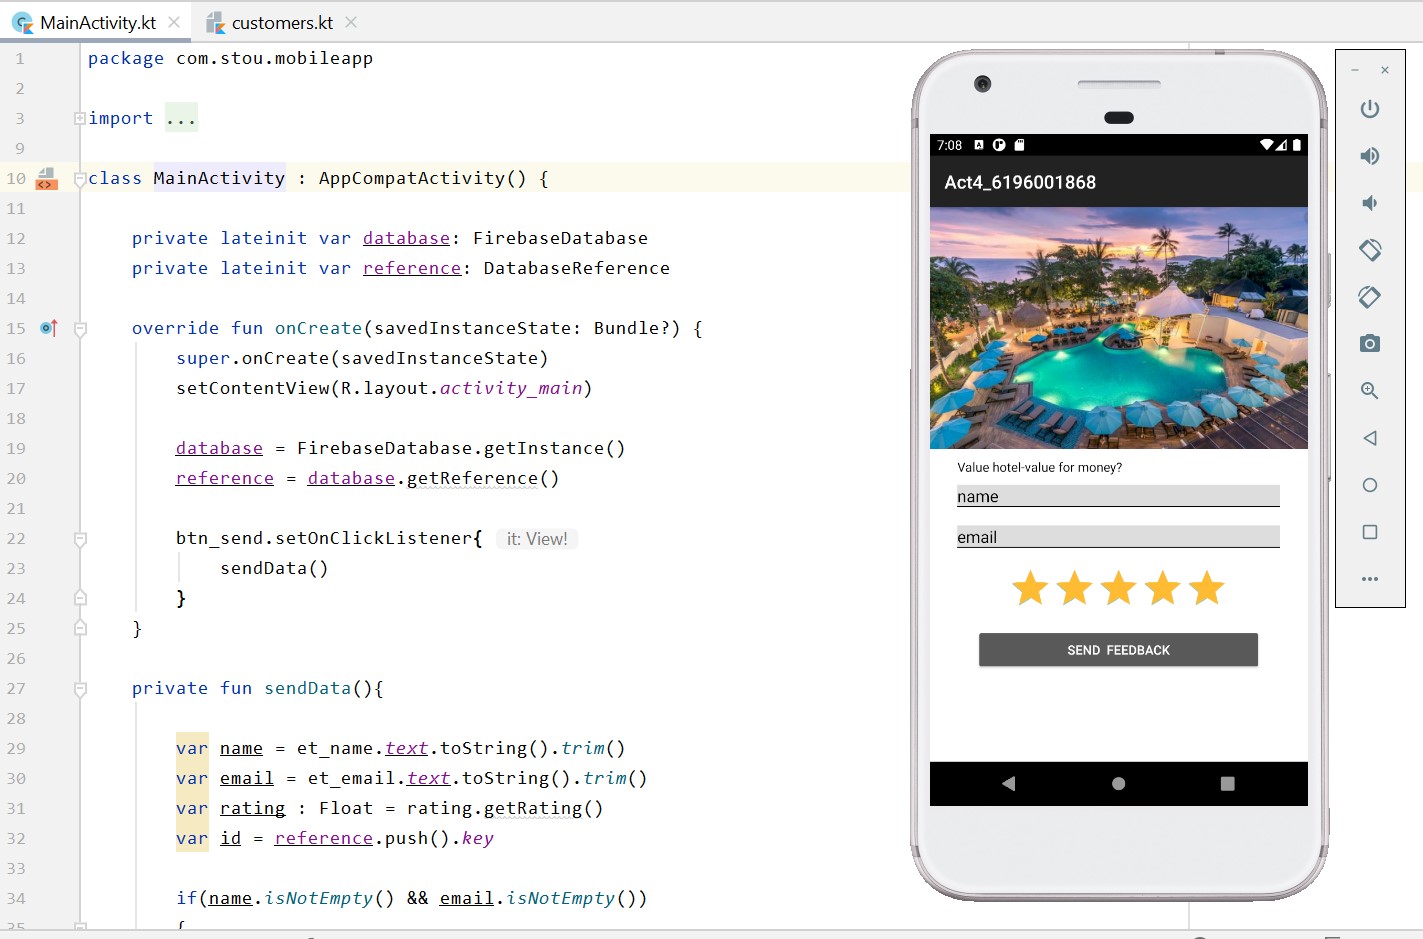 MainActivity.kt
customers.kt
1 package com.stou.mobileapp
2
3 import ...
9
10 class MainActivity : AppCompatActivity() {
11
12 private lateinit var database: FirebaseDatabase
13 private lateinit var reference: DatabaseReference
14
15 override fun onCreate(savedInstanceState: Bundle?) {
16 super.onCreate(savedInstanceState)
17 setContentView(R.layout.activity_main)
18
19 database = FirebaseDatabase.getInstance()
20 reference = database.getReference()
21
22 btn_send.setOnClickListener{ it: View!
23 sendData()
24 }
25 }
26
27 private fun sendData(){
28
29 var name = et_name.text.toString().trim()
30 var email = et_email.text.toString().trim()
31 var rating : Float = rating.getRating()
32 var id = reference.push().key
33
34 if(name.isNotEmpty() && email.isNotEmpty())
35 {
7:08
Act4_6196001868
Value hotel-value for money?
name
email
SEND FEEDBACK